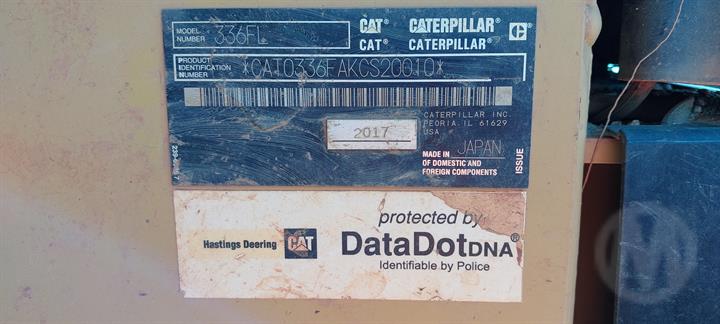 MODEL NUMBER 336FL
CAT CATERPILLAR C
CAT® CATERPILLAR®
PRODUCT IDENTIFICATION NUMBER *CAT0336FAKCS20010*
CATERPILLAR INC.
PEORIA.IL 61629
USA
2017
MADE IN JAPAN
OF DOMESTIC AND
FOREIGN COMPONENTS
ISSUE
protected by
Hastings Deering CAT
DataDotDNA®
Identifiable by Police